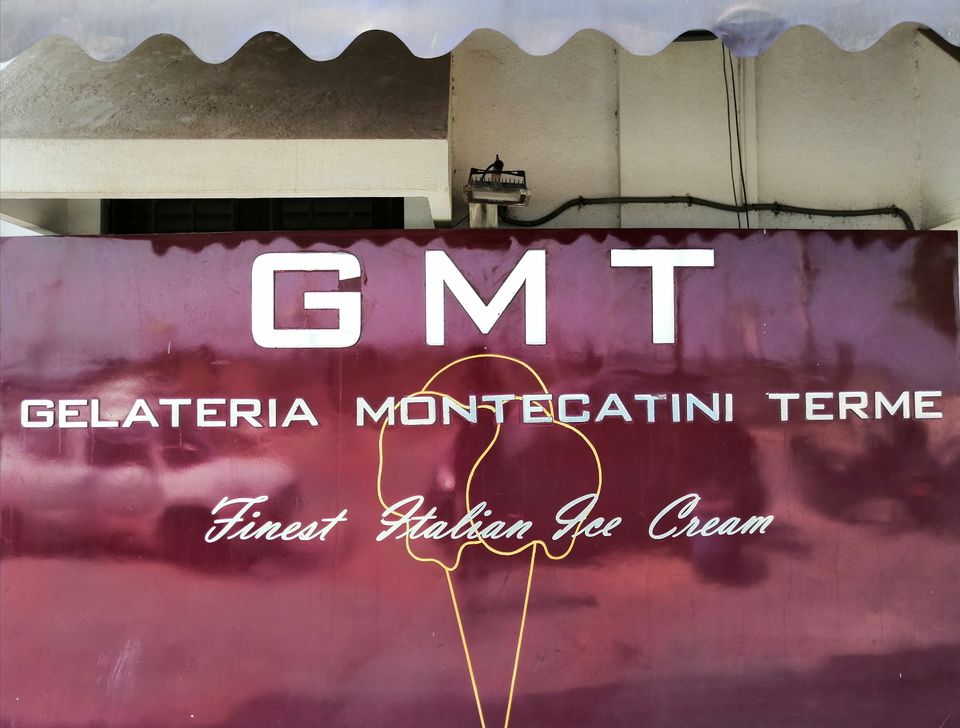 GMT
GELATERIA MONTECATINI TERME
Finest Italian Ice Cream